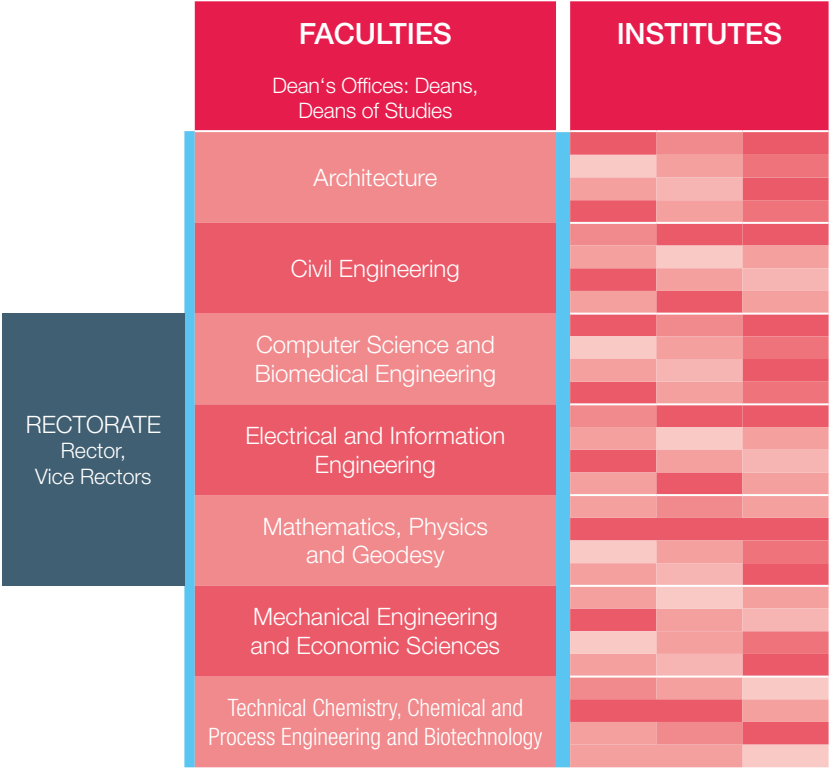 FACULTIES
Dean‘s Offices: Deans,
Deans of Studies
INSTITUTES
RECTORATE
Rector,
Vice Rectors
Architecture
Civil Engineering
Computer Science and
Biomedical Engineering
Electrical and Information
Engineering
Mathematics, Physics
and Geodesy
Mechanical Engineering
and Economic Sciences
Technical Chemistry, Chemical and
Process Engineering and Biotechnology